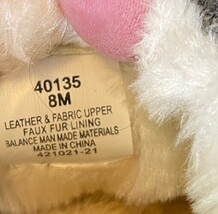 40135
8M
LEATHER & FABRIC UPPER
FAUX FUR LINING
BALANCE MAN MADE MATERIALS
MADE IN CHINA
421021-21